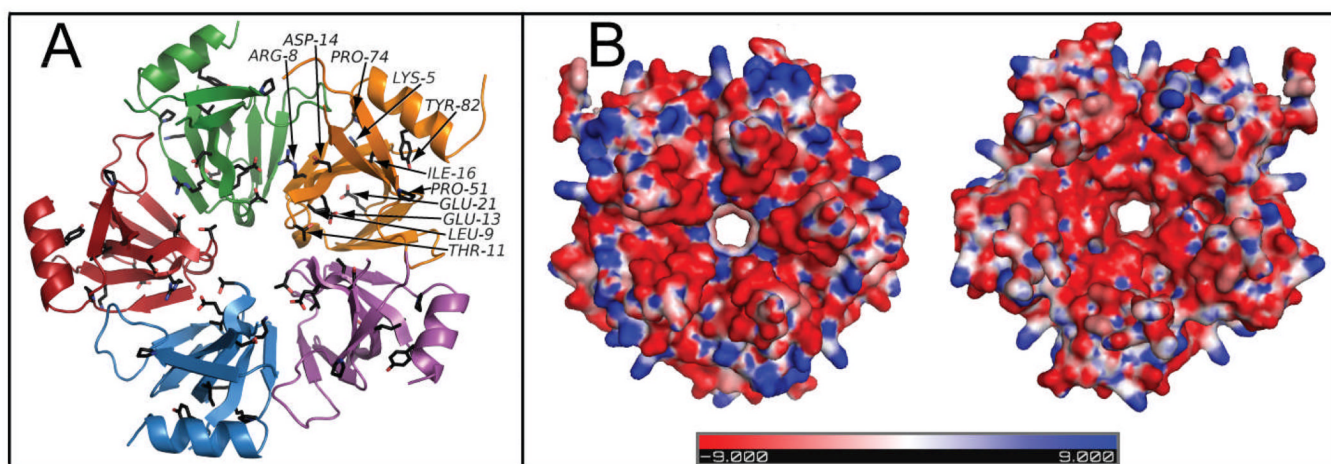 A
ASP-14
ARG-8
PRO-74
LYS-5
TYR-82
ILE-16
PRO-51
GLU-21
GLU-13
LEU-9
THR-11
B
-9.000
9.000